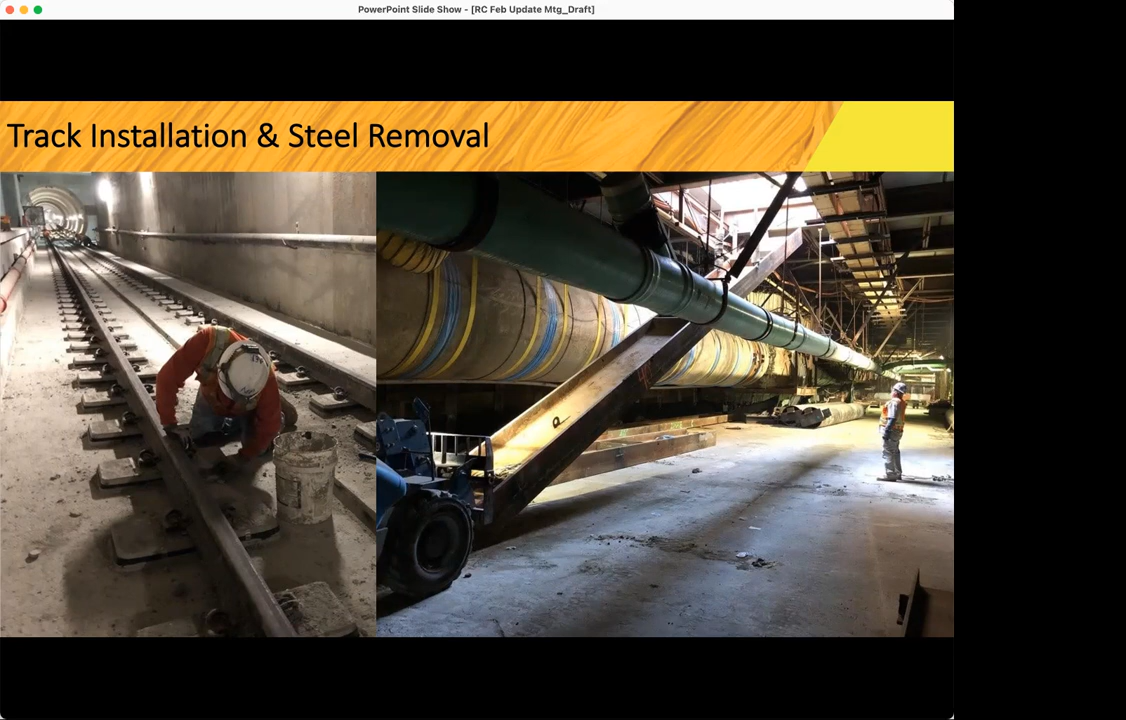 PowerPoint Slide Show - [RC Feb Update Mtg_Draft]
Track Installation & Steel Removal